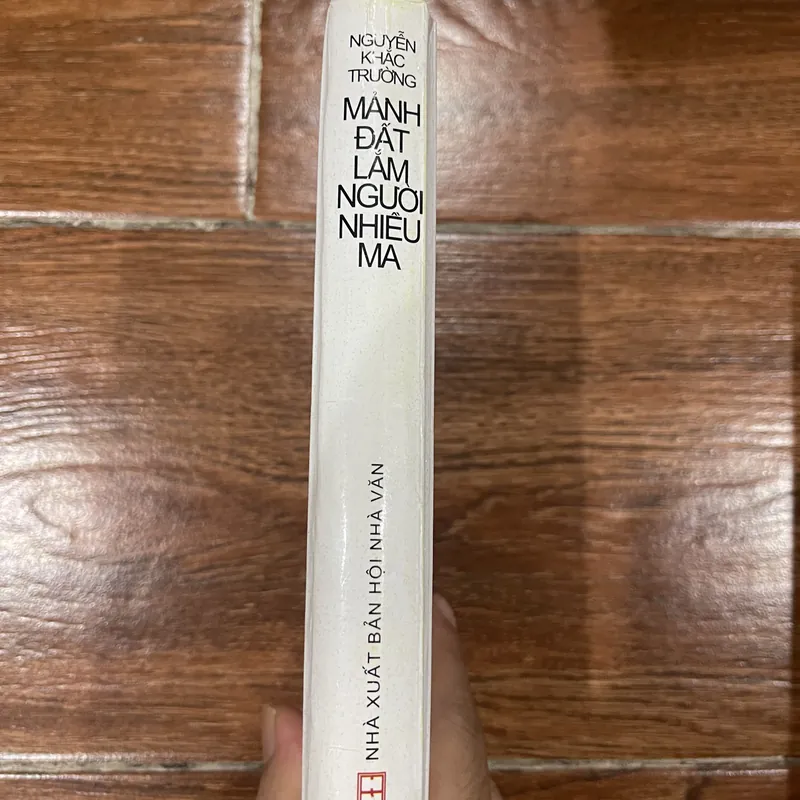 NGUYỄN
KHẮC
TRƯỜNG
MẢNH
ĐẤT
LẮM
NGƯỜI
NHIỀU
MA
NHÀ XUẤT BẢN HỘI NHÀ VĂN